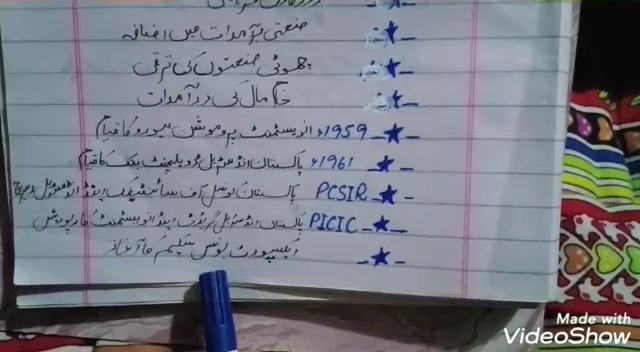 صنعتی برآمدات میں اضافہ
چھوٹی صنعتوں کی ترقی
خام مال کی درآمدات
1959ء انویسٹمنٹ پروموشن بیورو کا قیام
1961ء پاکستان انڈسٹریل ڈویلپمنٹ بینک کا قیام
PCSIR پاکستان کونسل آف سائنٹیفک اینڈ انڈسٹریل
PICIC پاکستان انڈسٹریل کریڈٹ اینڈ انویسٹمنٹ کارپوریشن
ایکسپورٹ بونس سکیم کا آغاز
Made with
VideoShow